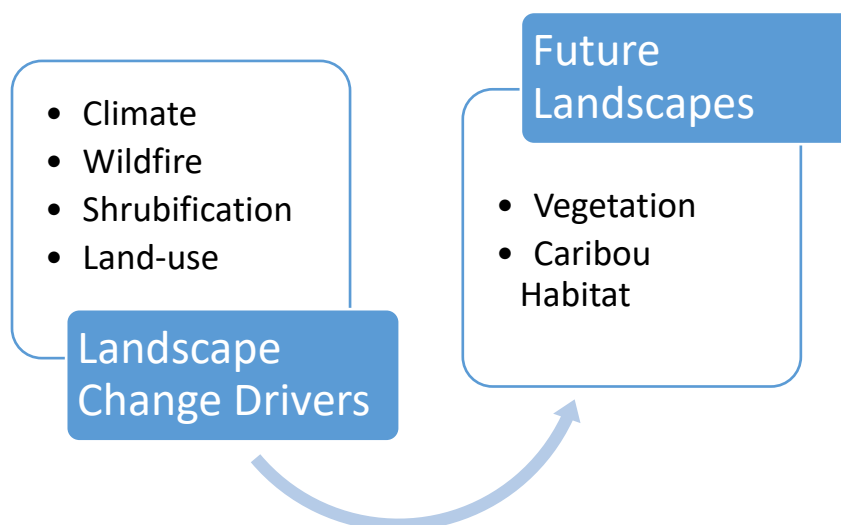 • Climate
• Wildfire
• Shrubification
• Land-use
Landscape
Change Drivers
Future
Landscapes
• Vegetation
• Caribou
Habitat